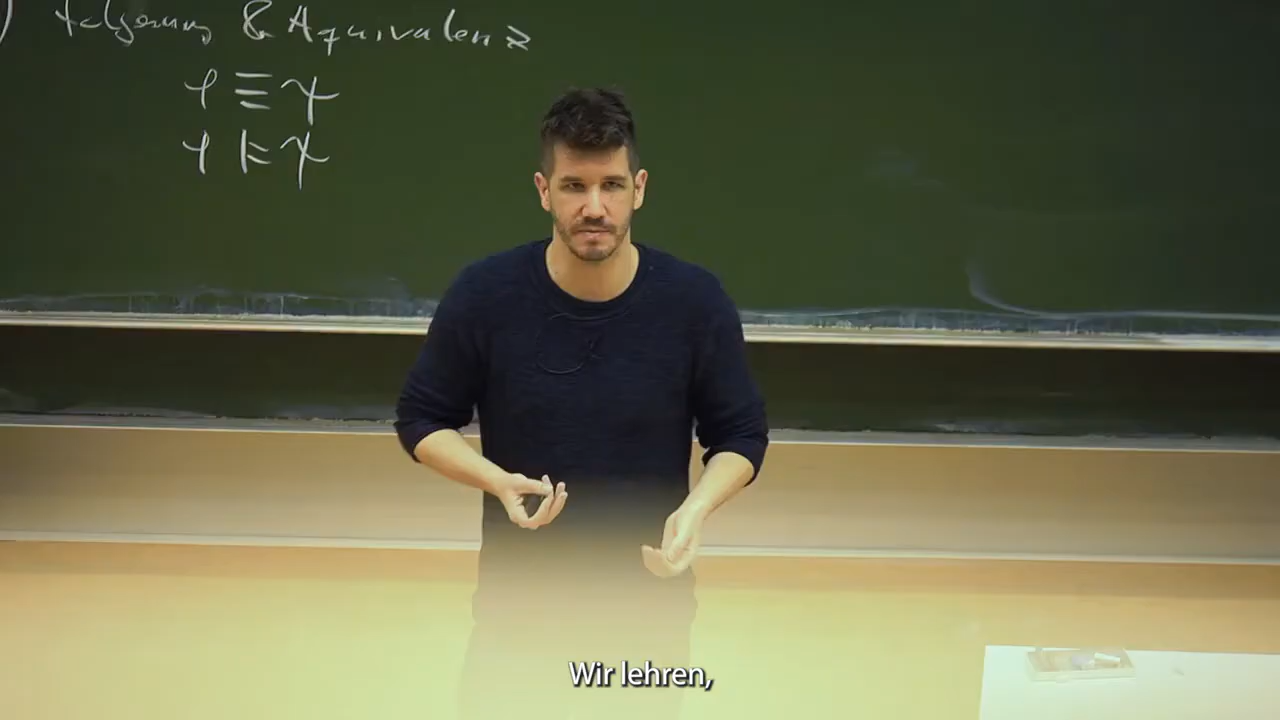 ) Folgerung & Äquivalenz
φ ≡ ψ
φ ⊨ ψ
Wir lehren,